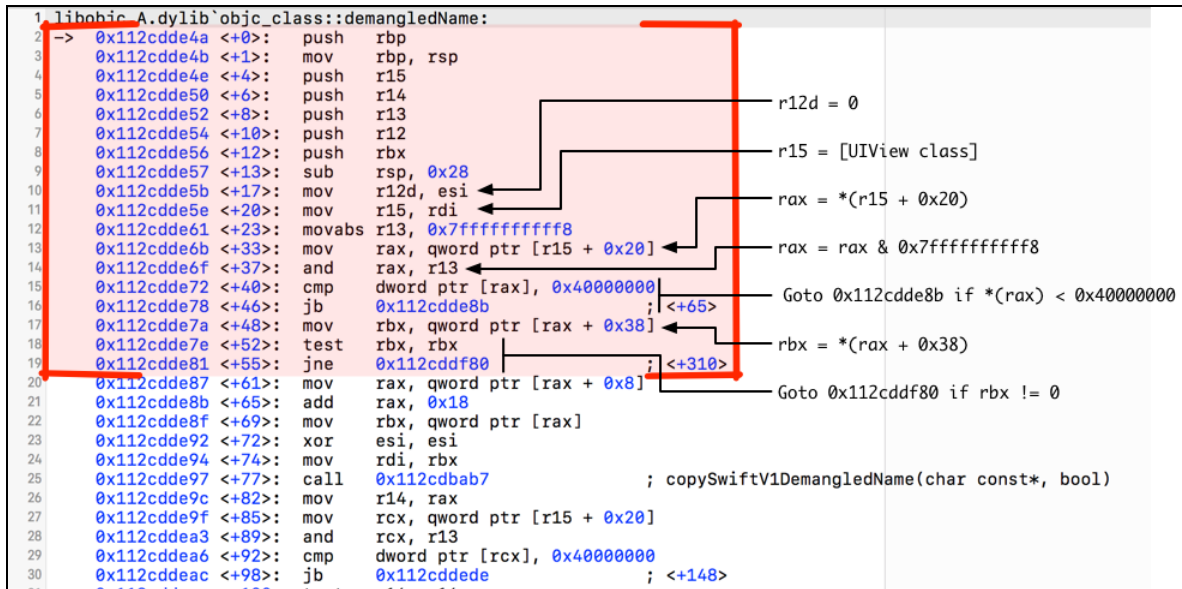 1 libobjc.A.dylib`objc_class::demangledName:
2 -> 0x112cdde4a <+0>: push rbp
3 0x112cdde4b <+1>: mov rbp, rsp
4 0x112cdde4e <+4>: push r15
5 0x112cdde50 <+6>: push r14
6 0x112cdde52 <+8>: push r13
r12d = 0
7 0x112cdde54 <+10>: push r12
8 0x112cdde56 <+12>: push rbx
r15 = [UIView class]
9 0x112cdde57 <+13>: sub rsp, 0x28
10 0x112cdde5b <+17>: mov r12d, esi
rax = *(r15 + 0x20)
11 0x112cdde5e <+20>: mov r15, rdi
12 0x112cdde61 <+23>: movabs r13, 0x7ffffffffff8
13 0x112cdde6b <+33>: mov rax, qword ptr [r15 + 0x20]
rax = rax & 0x7ffffffffff8
14 0x112cdde6f <+37>: and rax, r13
15 0x112cdde72 <+40>: cmp dword ptr [rax], 0x40000000
Goto 0x112cdde8b if *(rax) < 0x40000000
16 0x112cdde78 <+46>: jb 0x112cdde8b ; <+65>
17 0x112cdde7a <+48>: mov rbx, qword ptr [rax + 0x38]
rbx = *(rax + 0x38)
18 0x112cdde7e <+52>: test rbx, rbx
19 0x112cdde81 <+55>: jne 0x112cddf80 ; <+310>
20 0x112cdde87 <+61>: mov rax, qword ptr [rax + 0x8]
Goto 0x112cddf80 if rbx != 0
21 0x112cdde8b <+65>: add rax, 0x18
22 0x112cdde8f <+69>: mov rbx, qword ptr [rax]
23 0x112cdde92 <+72>: xor esi, esi
24 0x112cdde94 <+74>: mov rdi, rbx
25 0x112cdde97 <+77>: call 0x112cdbab7 ; copySwiftV1DemangledName(char const*, bool)
26 0x112cdde9c <+82>: mov r14, rax
27 0x112cdde9f <+85>: mov rcx, qword ptr [r15 + 0x20]
28 0x112cddea3 <+89>: and rcx, r13
29 0x112cddea6 <+92>: cmp dword ptr [rcx], 0x40000000
30 0x112cddeac <+98>: jb 0x112cddede ; <+148>